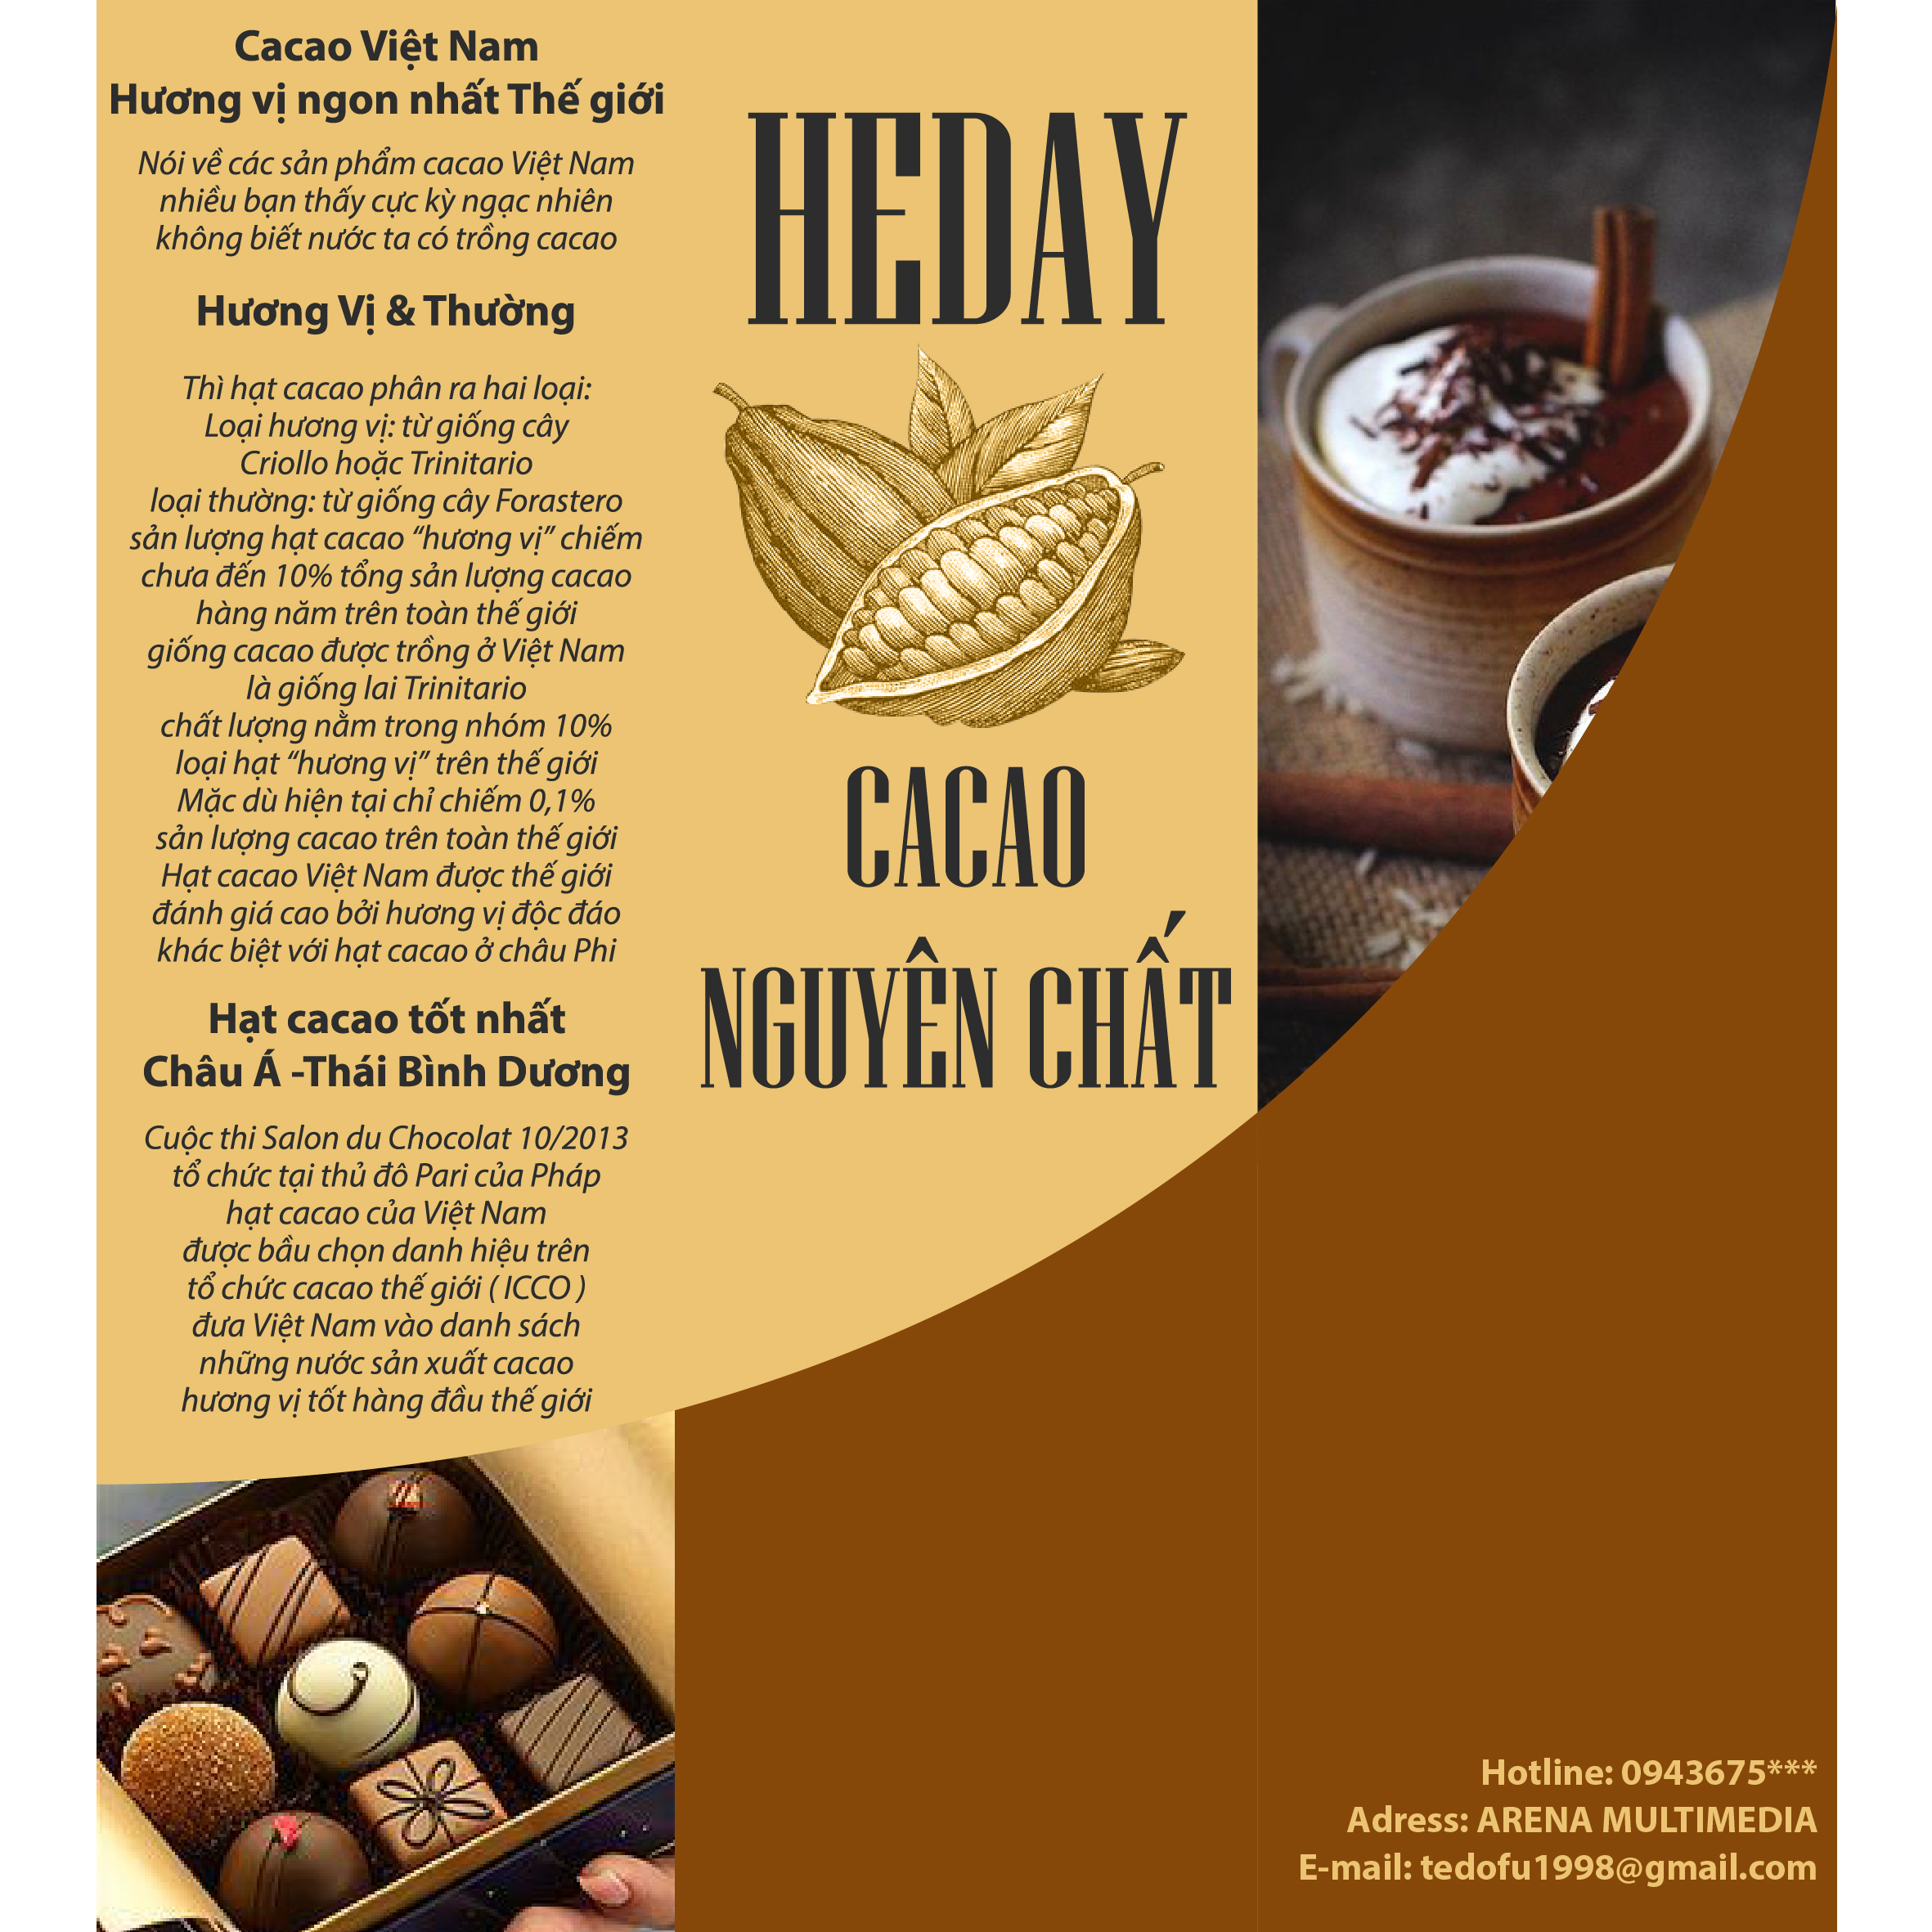 Cacao Việt Nam
Hương vị ngon nhất Thế giới
Nói về các sản phẩm cacao Việt Nam
nhiều bạn thấy cực kỳ ngạc nhiên
không biết nước ta có trồng cacao
Hương Vị & Thường
Thì hạt cacao phân ra hai loại:
Loại hương vị: từ giống cây
Criollo hoặc Trinitario
loại thường: từ giống cây Forastero
sản lượng hạt cacao “hương vị” chiếm
chưa đến 10% tổng sản lượng cacao
hàng năm trên toàn thế giới
giống cacao được trồng ở Việt Nam
là giống lai Trinitario
chất lượng nằm trong nhóm 10%
loại hạt “hương vị” trên thế giới
Mặc dù hiện tại chỉ chiếm 0,1%
sản lượng cacao trên toàn thế giới
Hạt cacao Việt Nam được thế giới
đánh giá cao bởi hương vị độc đáo
khác biệt với hạt cacao ở châu Phi
Hạt cacao tốt nhất
Châu Á -Thái Bình Dương
Cuộc thi Salon du Chocolat 10/2013
tổ chức tại thủ đô Pari của Pháp
hạt cacao của Việt Nam
được bầu chọn danh hiệu trên
tổ chức cacao thế giới ( ICCO )
đưa Việt Nam vào danh sách
những nước sản xuất cacao
hương vị tốt hàng đầu thế giới
HEDAY
CACAO
NGUYÊN CHẤT
Hotline: 0943675***
Adress: ARENA MULTIMEDIA
E-mail: tedofu1998@gmail.com